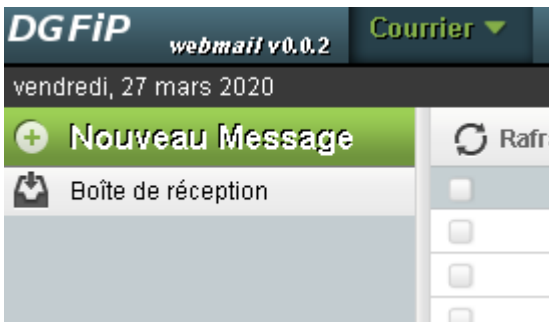 DGFiP webmail v0.0.2 Courrier
vendredi, 27 mars 2020
Nouveau Message
Boîte de réception